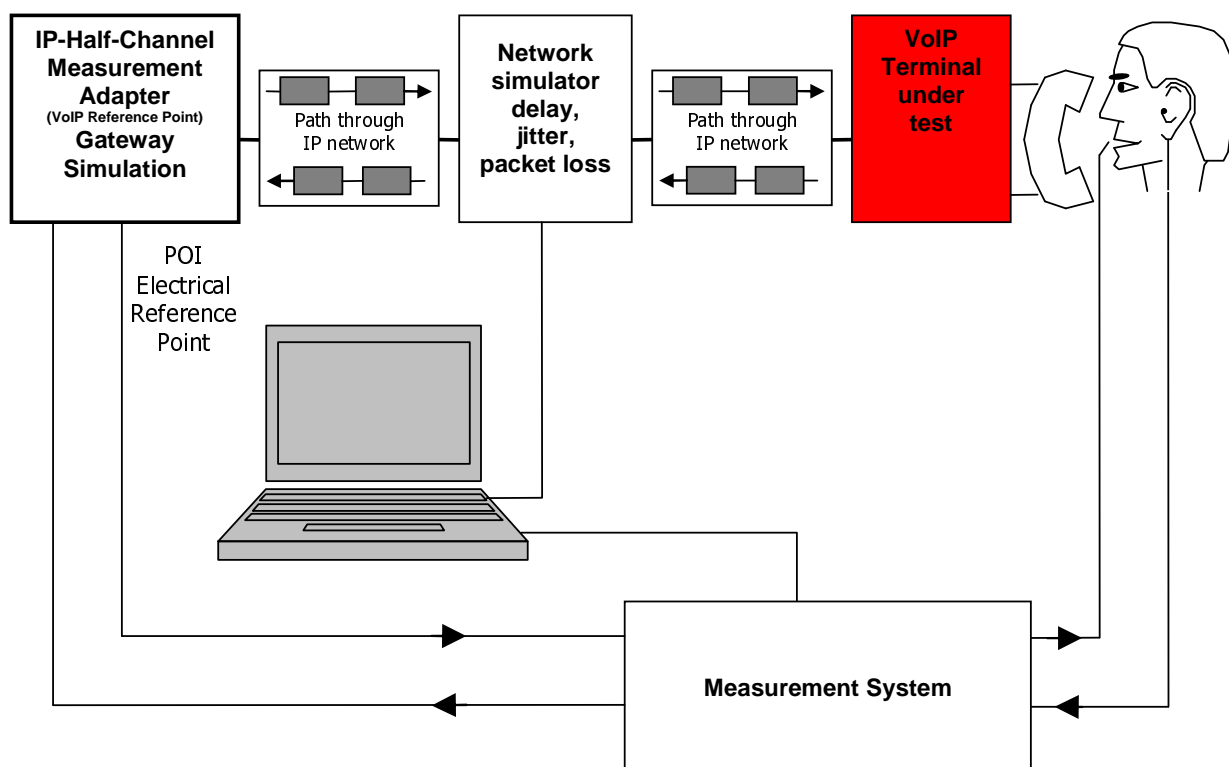 IP-Half-Channel
Measurement
Adapter
(VoIP Reference Point)
Gateway
Simulation
Path through
IP network
Network
simulator
delay,
jitter,
packet loss
Path through
IP network
VoIP
Terminal
under
test
POI
Electrical
Reference
Point
Measurement System